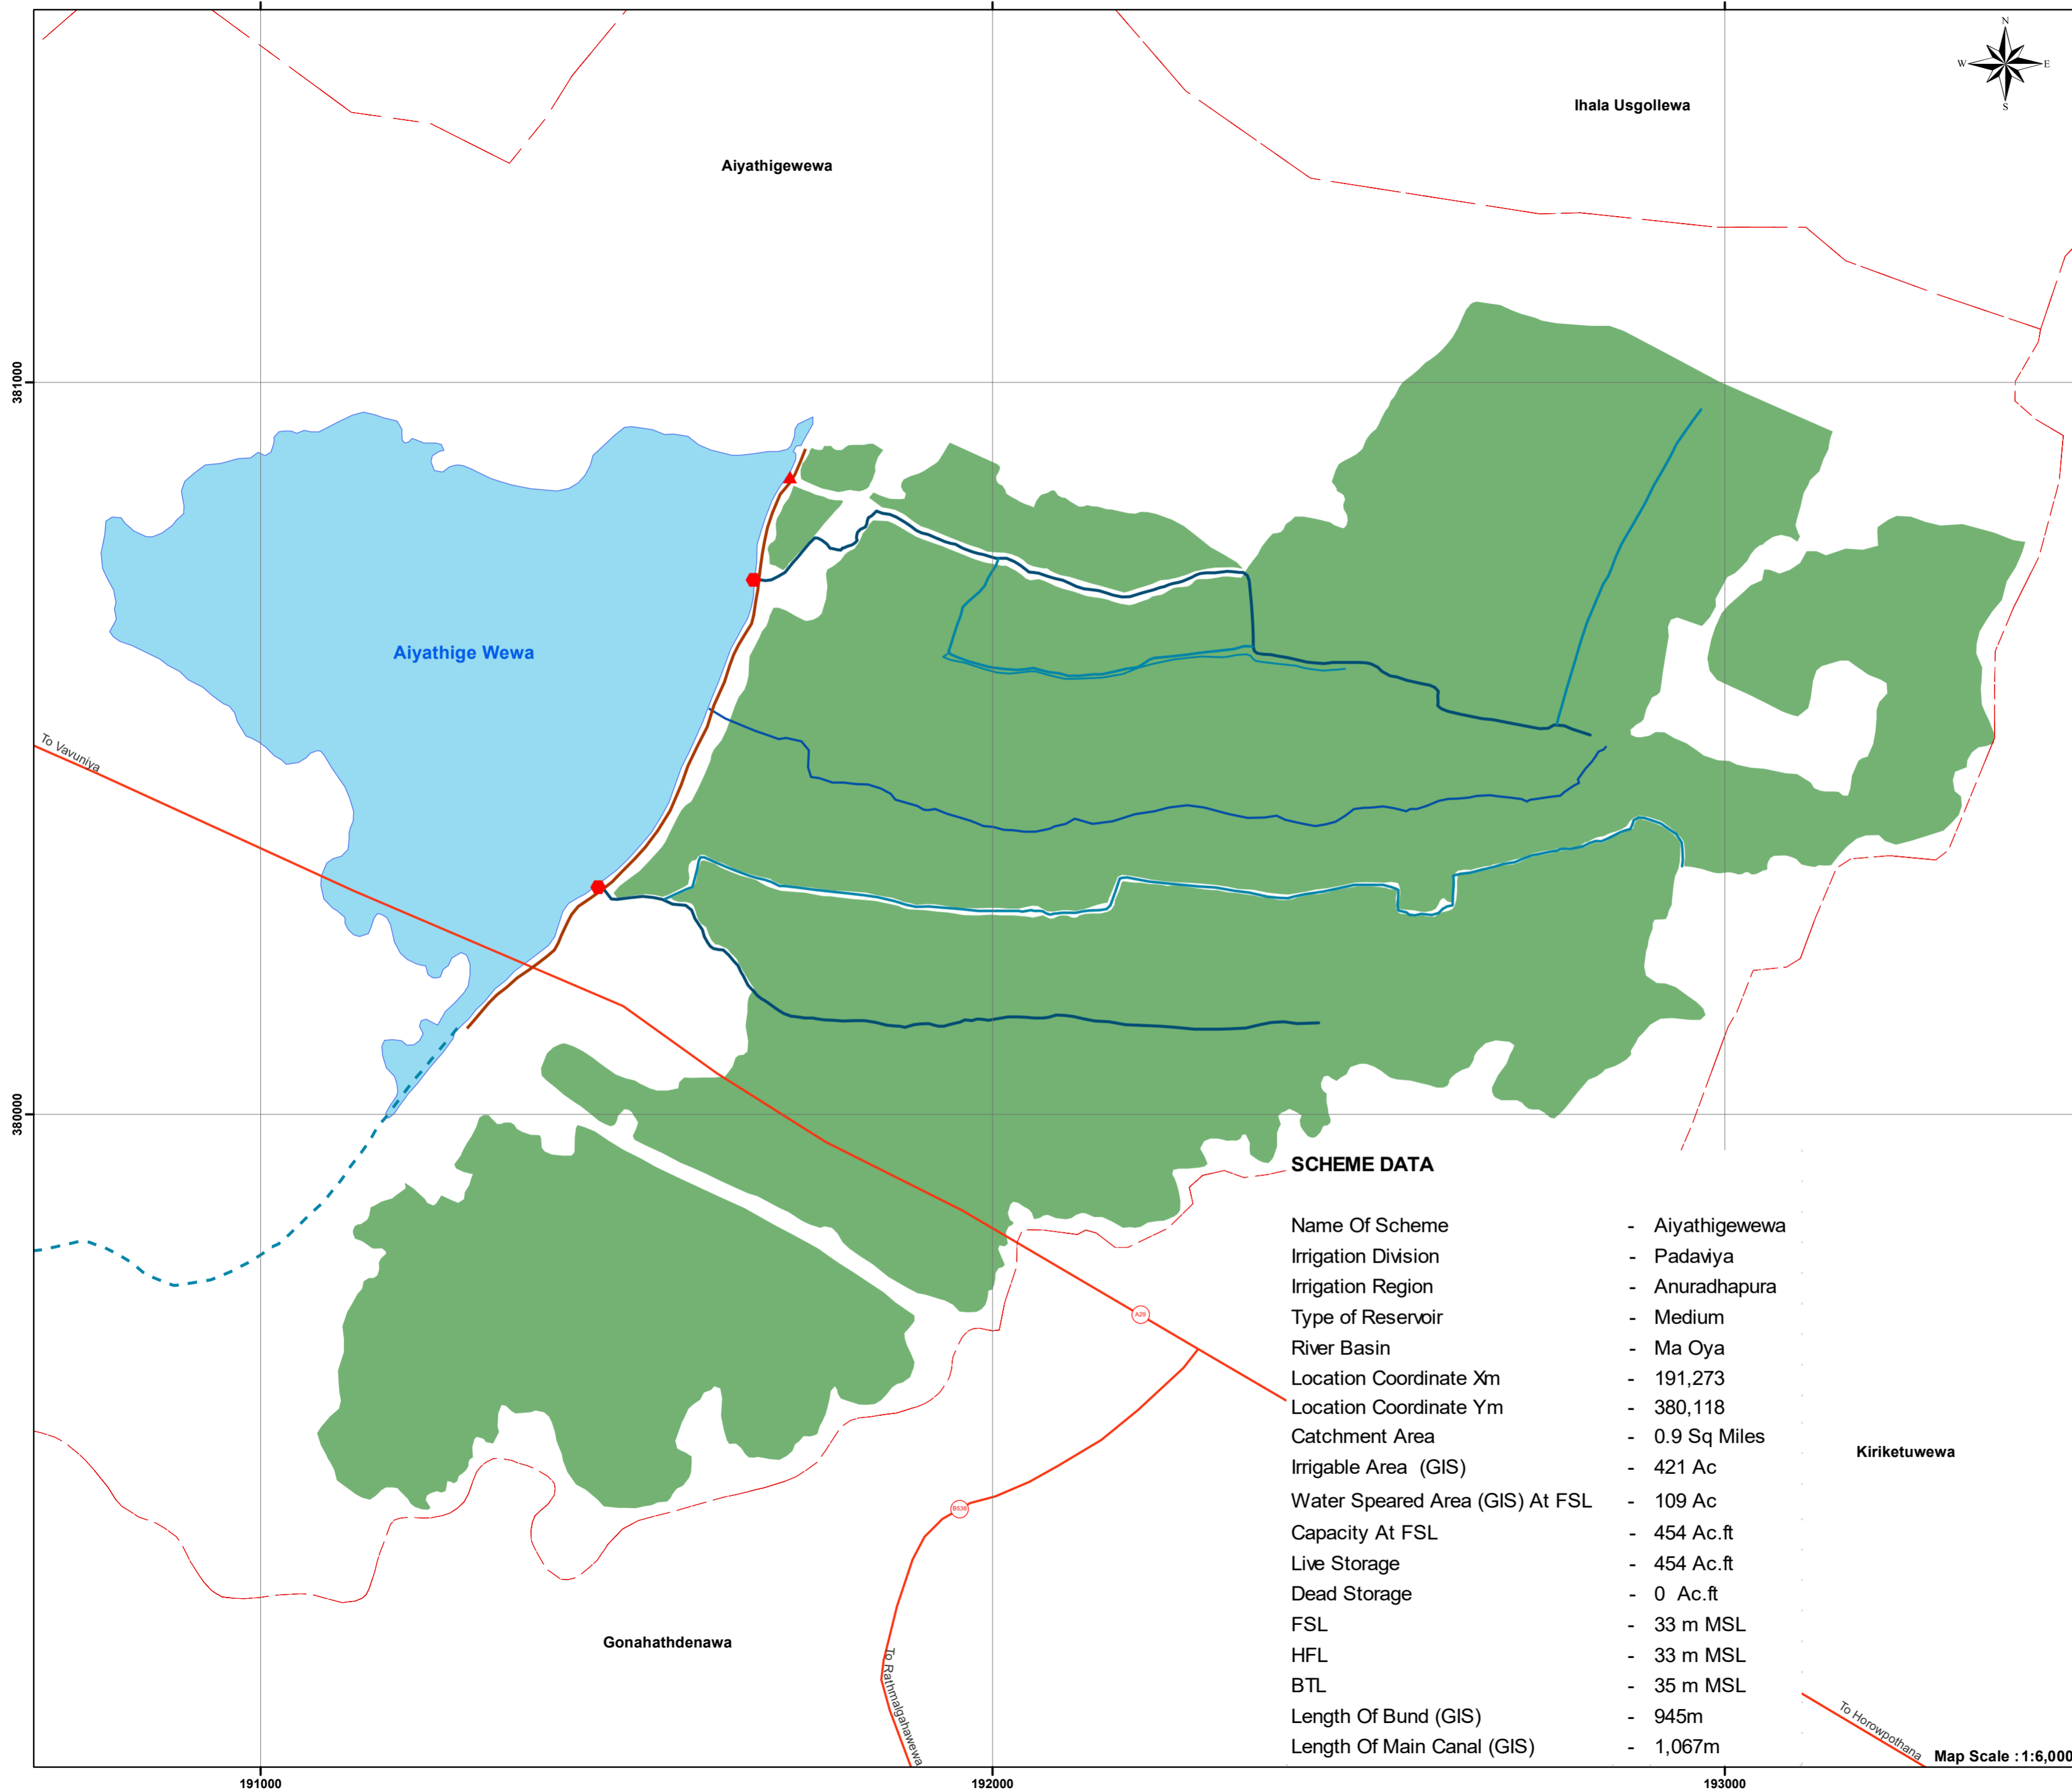 N
W E
S
Ihala Usgollewa
Aiyathigewewa
381000
Aiyathige Wewa
To Vavuniya
380000
SCHEME DATA
Name Of Scheme - Aiyathigewewa
Irrigation Division - Padaviya
Irrigation Region - Anuradhapura
Type of Reservoir - Medium
A29
River Basin - Ma Oya
Location Coordinate Xm - 191,273
Location Coordinate Ym - 380,118
Catchment Area - 0.9 Sq Miles
Kiriketuwewa
Irrigable Area (GIS) - 421 Ac
Water Speared Area (GIS) At FSL - 109 Ac
B538
Capacity At FSL - 454 Ac.ft
Live Storage - 454 Ac.ft
Dead Storage - 0 Ac.ft
FSL - 33 m MSL
Gonahathdenawa
HFL - 33 m MSL
BTL - 35 m MSL
To Rathmalgahawewa
Length Of Bund (GIS) - 945m
Length Of Main Canal (GIS) - 1,067m
To Horowpothana
Map Scale : 1:6,000
191000 192000 193000